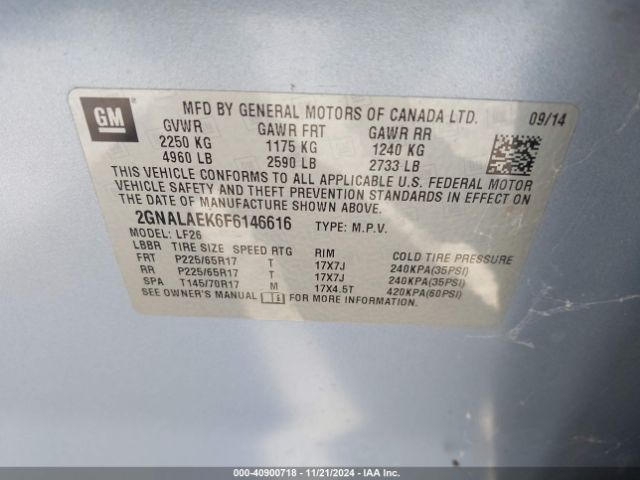 GM
MFD BY GENERAL MOTORS OF CANADA LTD. 09/14
GVWR GAWR FRT GAWR RR
2250 KG 1175 KG 1240 KG
4960 LB 2590 LB 2733 LB
THIS VEHICLE CONFORMS TO ALL APPLICABLE U.S. FEDERAL MOTOR
VEHICLE SAFETY AND THEFT PREVENTION STANDARDS IN EFFECT ON
THE DATE OF MANUFACTURE SHOWN ABOVE.
2GNALAEK6F6146616 TYPE: M.P.V.
MODEL: LF26
LBBR TIRE SIZE SPEED RTG RIM COLD TIRE PRESSURE
FRT P225/65R17 T 17X7J 240KPA(35PSI)
RR P225/65R17 T 17X7J 240KPA(35PSI)
SPA T145/70R17 M 17X4.5T 420KPA(60PSI)
SEE OWNER'S MANUAL FOR MORE INFORMATION.
000-40900718 - 11/21/2024 - IAA Inc.